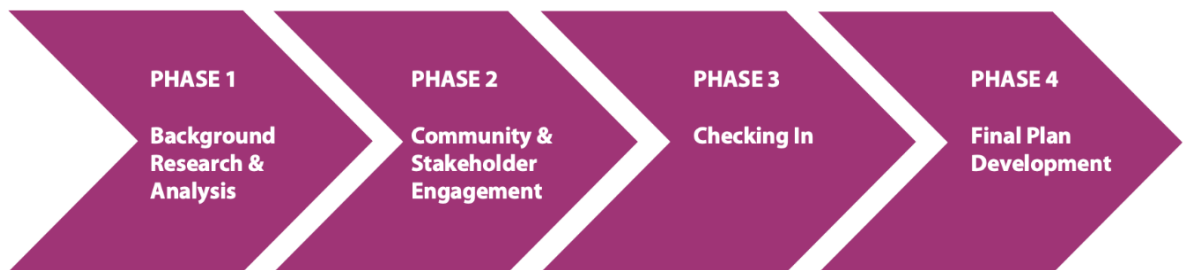 PHASE 1
Background
Research &
Analysis
PHASE 2
Community &
Stakeholder
Engagement
PHASE 3
Checking In
PHASE 4
Final Plan
Development